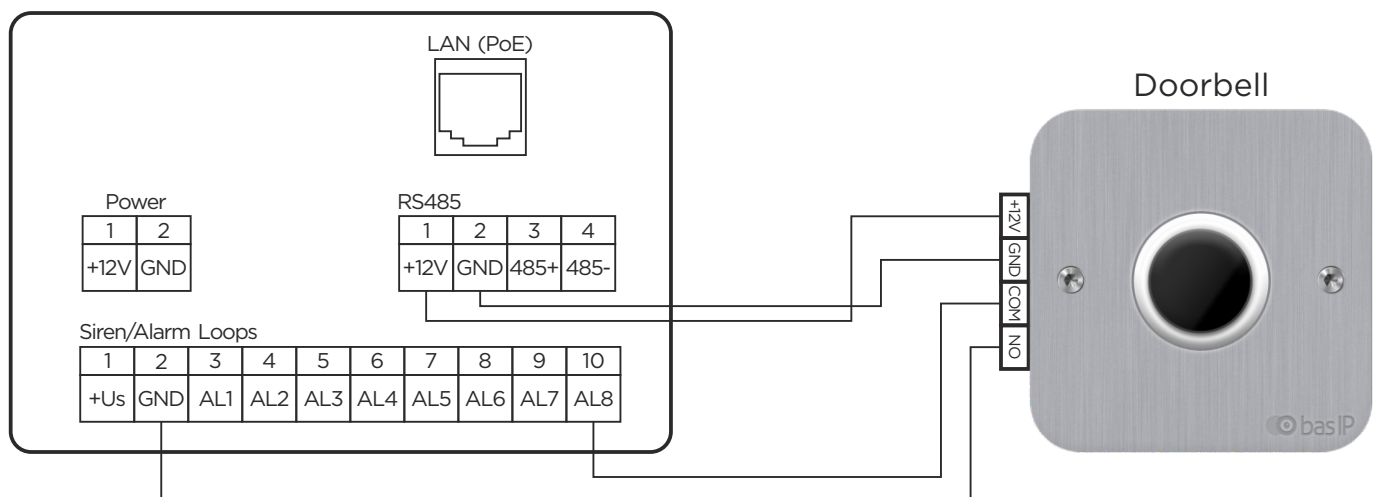 LAN (PoE)
Doorbell
Power
1 2
+12V GND
RS485
1 2 3 4
+12V GND 485+ 485-
Siren/Alarm Loops
1 2 3 4 5 6 7 8 9 10
+Us GND AL1 AL2 AL3 AL4 AL5 AL6 AL7 AL8
+12V
GND
COM
NO
bas IP